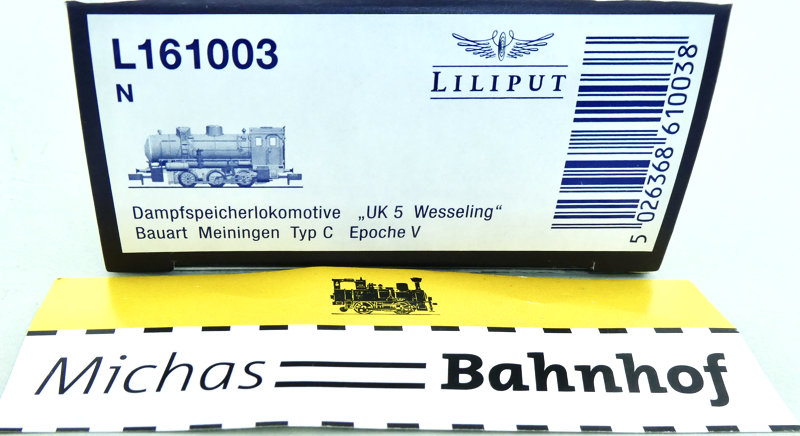 L161003
N
LILIPUT
5 026368 610038
Dampfspeicherlokomotive „UK 5 Wesseling“
Bauart Meiningen Typ C Epoche V
Michas Bahnhof